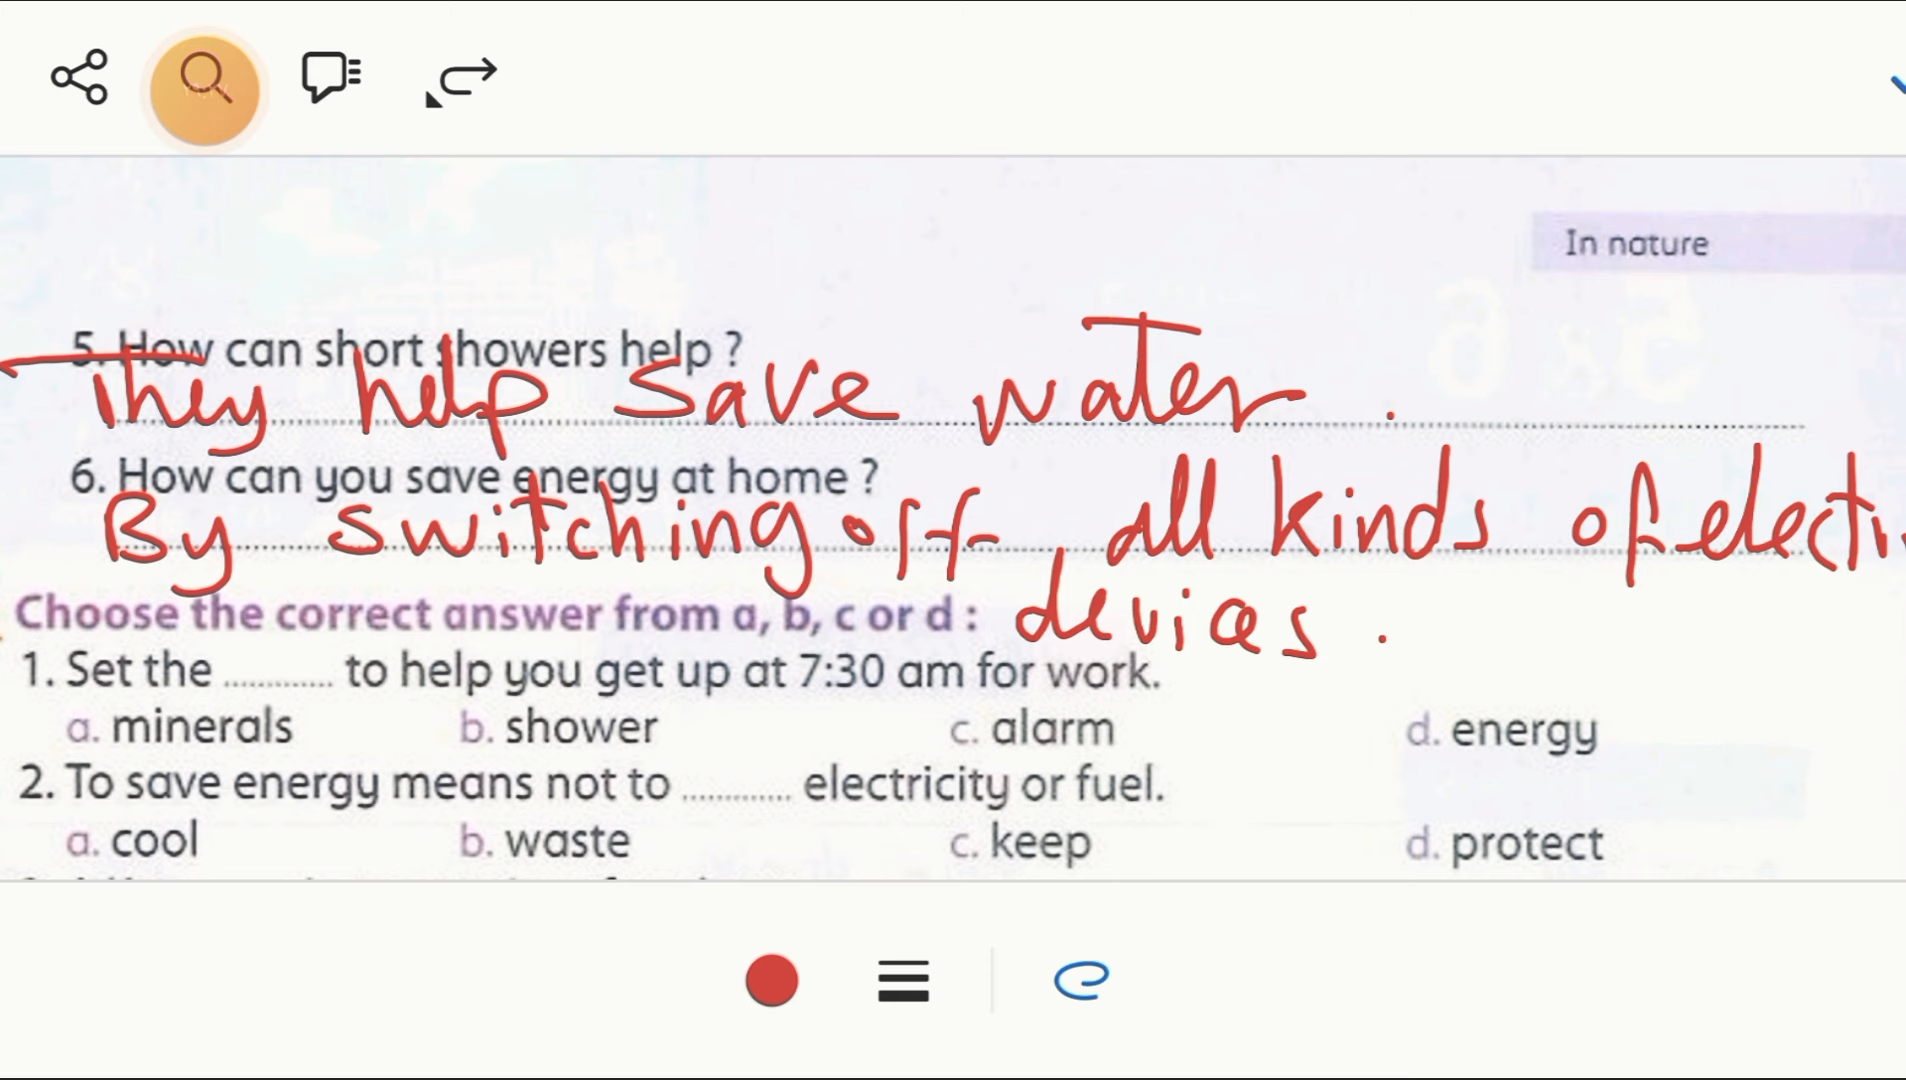 In nature
5. How can short showers help ?
They help save water.
6. How can you save energy at home ?
By switching off all kinds of electi
devices.
Choose the correct answer from a, b, c or d :
1. Set the ............ to help you get up at 7:30 am for work.
a. minerals b. shower c. alarm d. energy
2. To save energy means not to ............ electricity or fuel.
a. cool b. waste c. keep d. protect